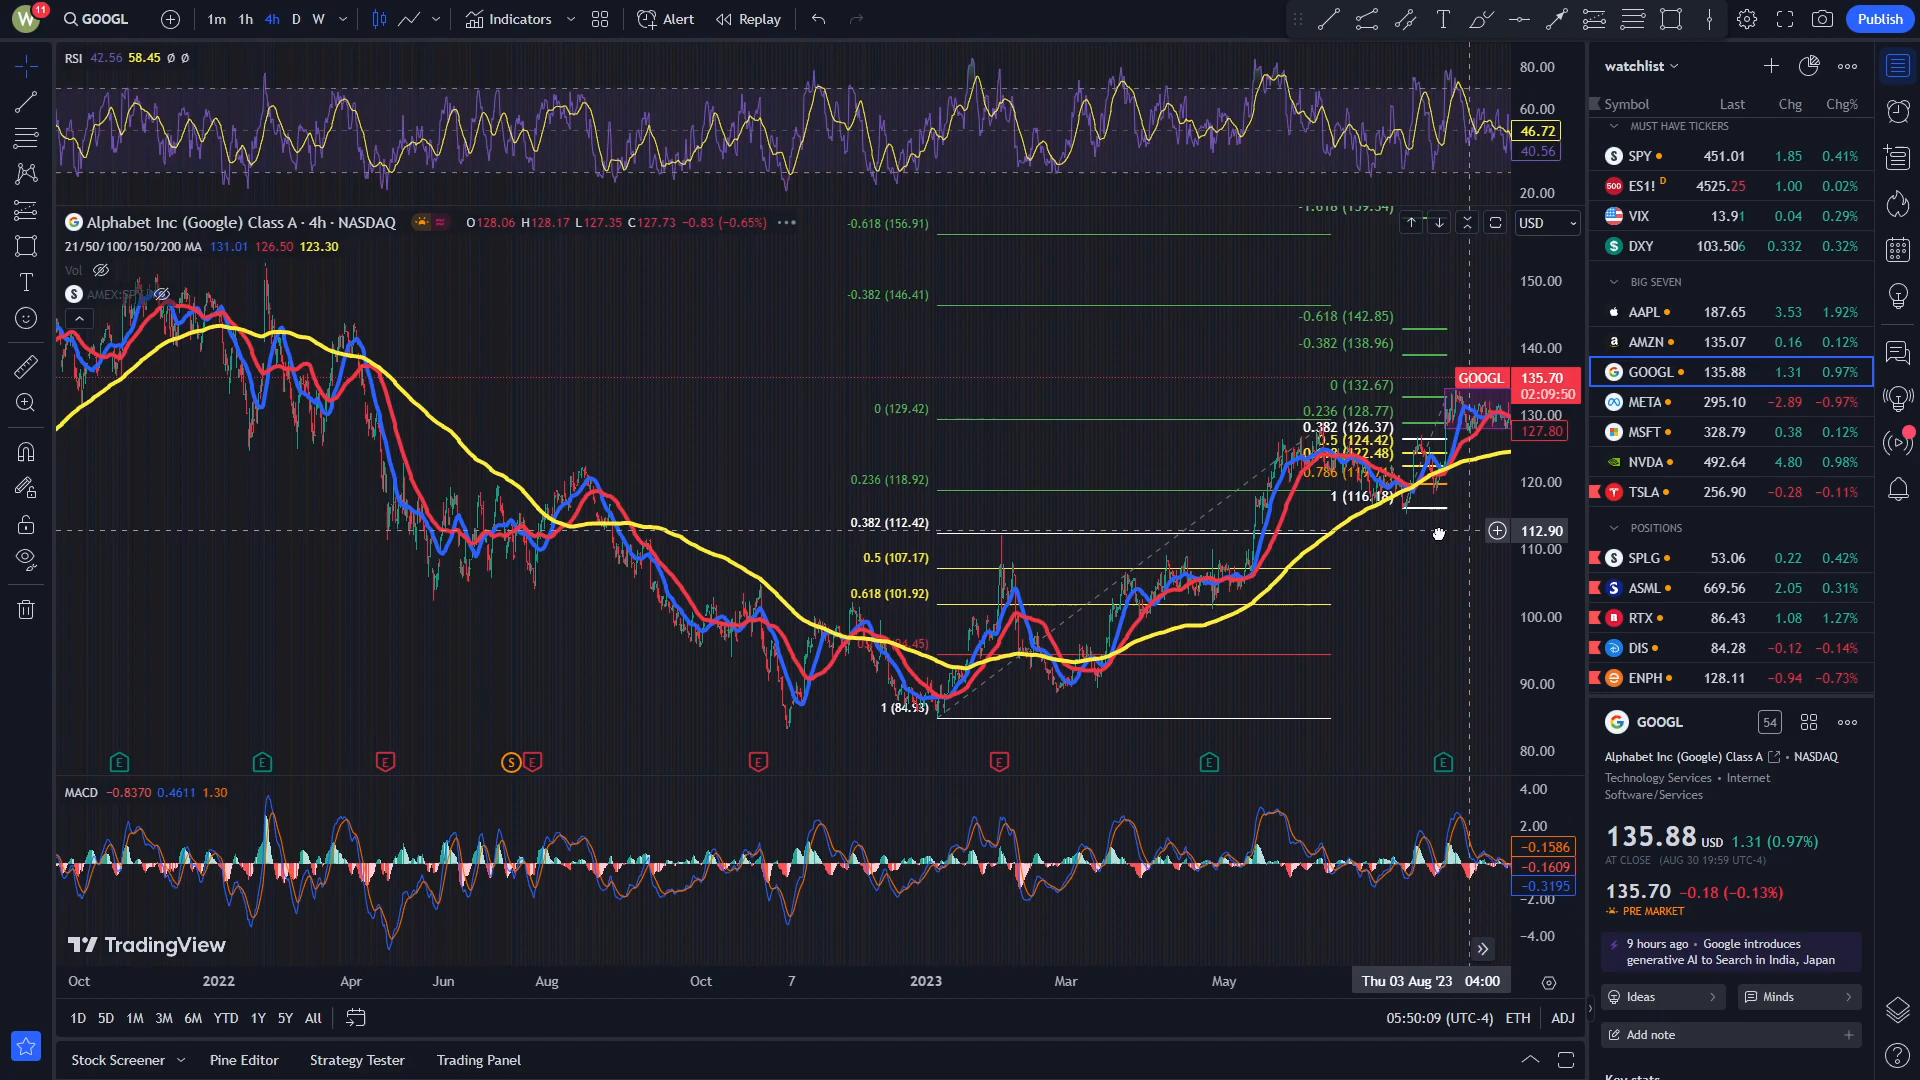 W 11 GOOGL 1m 1h 4h D W Indicators Alert Replay Publish
RSI 42.56 58.45 Ø Ø
80.00
60.00
46.72
40.56
20.00
Alphabet Inc (Google) Class A · 4h · NASDAQ O128.06 H128.17 L127.35 C127.73 −0.83 (−0.65%)
21/50/100/150/200 MA 131.01 126.50 123.30
Vol
USD
-0.618 (156.91)
150.00
-0.382 (146.41)
-0.618 (142.85)
140.00
-0.382 (138.96)
GOOGL 135.70
02:09:50
0 (132.67)
130.00
0 (129.42)
0.236 (128.77)
0.382 (126.37)
127.80
0.5 (124.42)
0.236 (118.92)
120.00
1 (116.18)
0.382 (112.42)
112.90
110.00
0.5 (107.17)
0.618 (101.92)
100.00
90.00
1 (84.93)
80.00
E E E S E E E E E
MACD −0.8370 0.4611 1.30
4.00
2.00
−0.1586
−0.1609
−0.3195
−2.00
−4.00
TradingView
Oct 2022 Apr Jun Aug Oct 7 2023 Mar May Thu 03 Aug '23 04:00
1D 5D 1M 3M 6M YTD 1Y 5Y All 05:50:09 (UTC-4) ETH ADJ
Stock Screener Pine Editor Strategy Tester Trading Panel
watchlist
Symbol Last Chg Chg%
MUST HAVE TICKERS
SPY 451.01 1.85 0.41%
500 ES1! D 4525.25 1.00 0.02%
VIX 13.91 0.04 0.29%
DXY 103.506 0.332 0.32%
BIG SEVEN
AAPL 187.65 3.53 1.92%
AMZN 135.07 0.16 0.12%
GOOGL 135.88 1.31 0.97%
META 295.10 −2.89 −0.97%
MSFT 328.79 0.38 0.12%
NVDA 492.64 4.80 0.98%
TSLA 256.90 −0.28 −0.11%
POSITIONS
SPLG 53.06 0.22 0.42%
ASML 669.56 2.05 0.31%
RTX 86.43 1.08 1.27%
DIS 84.28 −0.12 −0.14%
ENPH 128.11 −0.94 −0.73%
GOOGL 54
Alphabet Inc (Google) Class A • NASDAQ
Technology Services • Internet
Software/Services
135.88 USD 1.31 (0.97%)
AT CLOSE (AUG 30 19:59 UTC-4)
135.70 −0.18 (−0.13%)
PRE MARKET
9 hours ago • Google introduces
generative AI to Search in India, Japan
Ideas Minds
Add note
Key stats